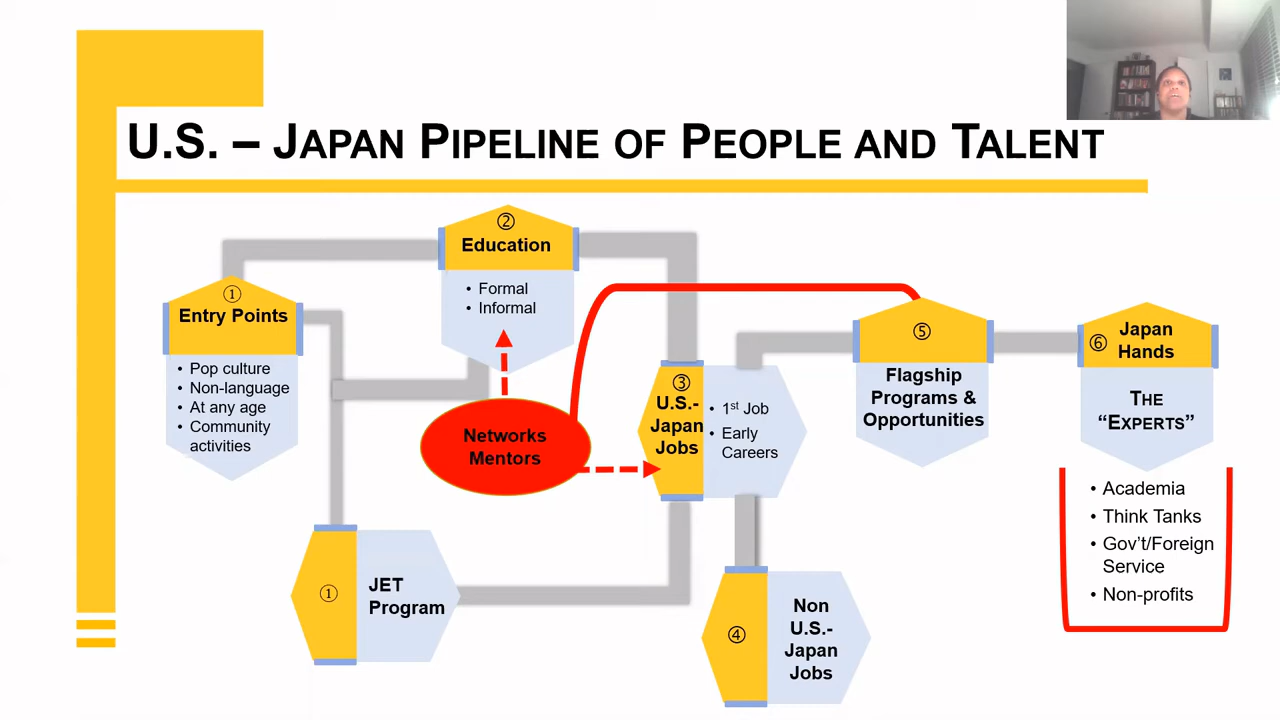 U.S. – Japan Pipeline of People and Talent
②
Education
• Formal
• Informal
①
Entry Points
• Pop culture
• Non-language
• At any age
• Community
activities
Networks
Mentors
③
U.S.-
Japan
Jobs
• 1st Job
• Early
Careers
⑤
Flagship
Programs &
Opportunities
⑥
Japan
Hands
The
“Experts”
• Academia
• Think Tanks
• Gov’t/Foreign
Service
• Non-profits
①
JET
Program
④
Non
U.S.-
Japan
Jobs